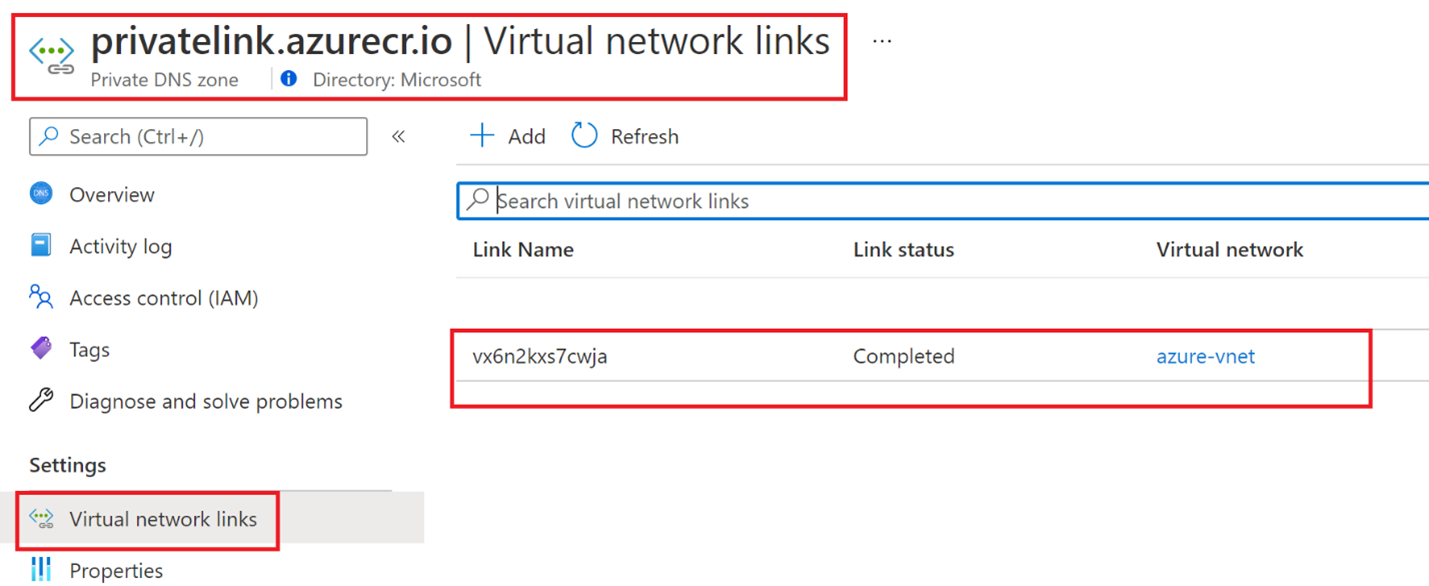 privatelink.azurecr.io | Virtual network links ...
Private DNS zone Directory: Microsoft
Search (Ctrl+/) «
Add Refresh
DNS Overview
Activity log
Access control (IAM)
Tags
Diagnose and solve problems
Settings
Virtual network links
Properties
Search virtual network links
Link Name Link status Virtual network
vx6n2kxs7cwja Completed azure-vnet